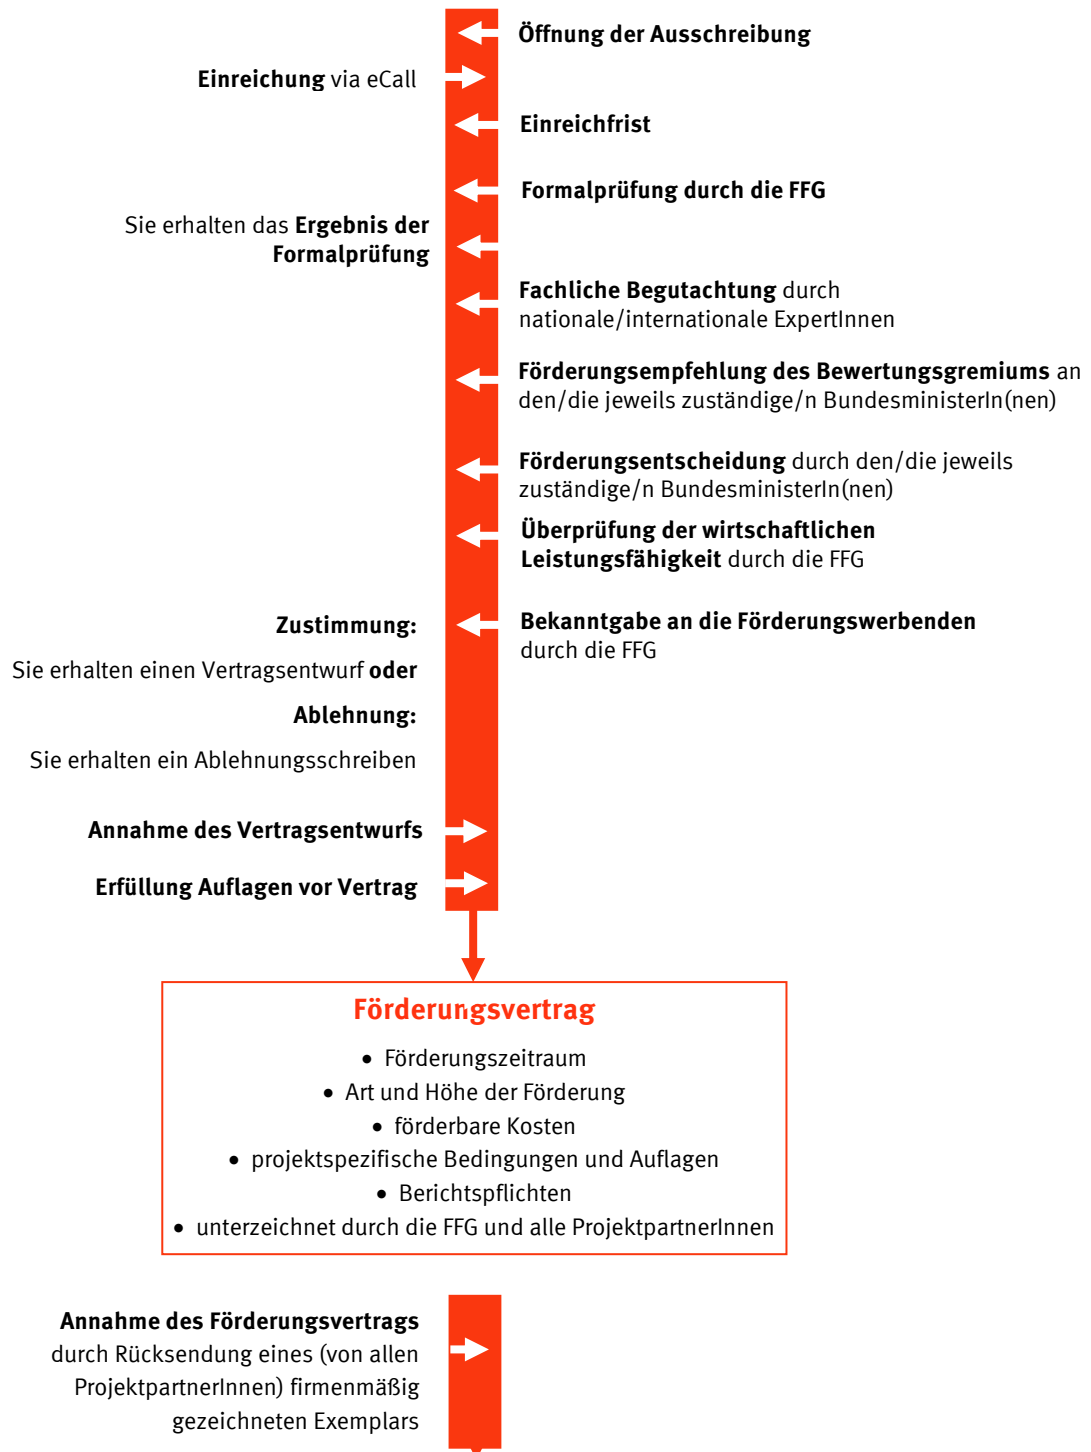 Öffnung der Ausschreibung
Einreichung via eCall
Einreichfrist
Formalprüfung durch die FFG
Sie erhalten das Ergebnis der
Formalprüfung
Fachliche Begutachtung durch
nationale/internationale ExpertInnen
Förderungsempfehlung des Bewertungsgremiums an
den/die jeweils zuständige/n BundesministerIn(nen)
Förderungsentscheidung durch den/die jeweils
zuständige/n BundesministerIn(nen)
Überprüfung der wirtschaftlichen
Leistungsfähigkeit durch die FFG
Bekanntgabe an die Förderungswerbenden
durch die FFG
Zustimmung:
Sie erhalten einen Vertragsentwurf oder
Ablehnung:
Sie erhalten ein Ablehnungsschreiben
Annahme des Vertragsentwurfs
Erfüllung Auflagen vor Vertrag
Förderungsvertrag
• Förderungszeitraum
• Art und Höhe der Förderung
• förderbare Kosten
• projektspezifische Bedingungen und Auflagen
• Berichtspflichten
• unterzeichnet durch die FFG und alle ProjektpartnerInnen
Annahme des Förderungsvertrags
durch Rücksendung eines (von allen
ProjektpartnerInnen) firmenmäßig
gezeichneten Exemplars